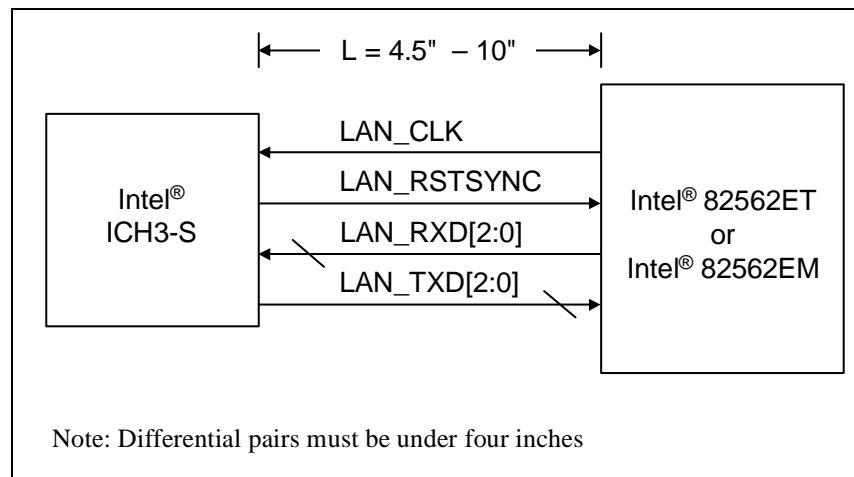 L = 4.5" – 10"
LAN_CLK
LAN_RSTSYNC
LAN_RXD[2:0]
LAN_TXD[2:0]
Intel®
ICH3-S
Intel® 82562ET
or
Intel® 82562EM
Note: Differential pairs must be under four inches